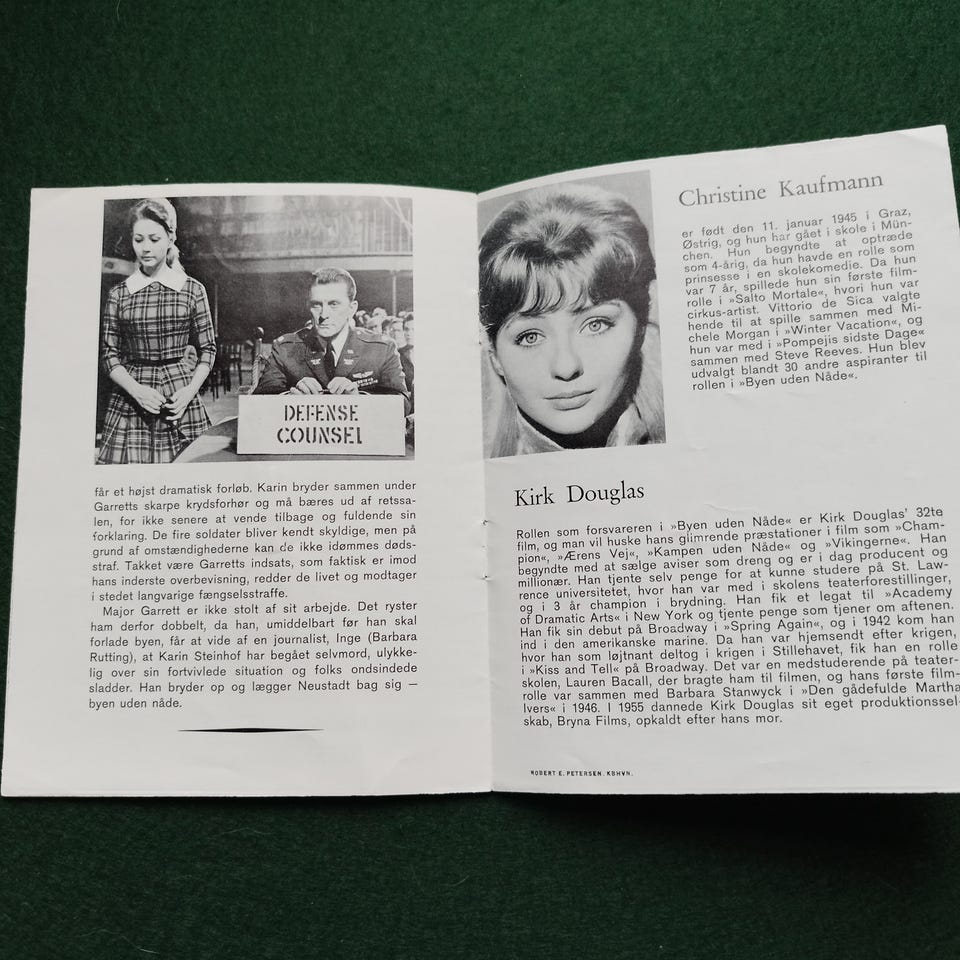 DEFENSE
COUNSEL
får et højst dramatisk forløb. Karin bryder sammen under
Garretts skarpe krydsforhør og må bæres ud af retssa-
len, for ikke senere at vende tilbage og fuldende sin
forklaring. De fire soldater bliver kendt skyldige, men på
grund af omstændighederne kan de ikke idømmes døds-
straf. Takket være Garretts indsats, som faktisk er imod
hans inderste overbevisning, redder de livet og modtager
i stedet langvarige fængselsstraffe.
Major Garrett er ikke stolt af sit arbejde. Det ryster
ham derfor dobbelt, da han, umiddelbart før han skal
forlade byen, får at vide af en journalist, Inge (Barbara
Rutting), at Karin Steinhof har begået selvmord, ulykke-
lig over sin fortvivlede situation og folks ondsindede
sladder. Han bryder op og lægger Neustadt bag sig —
byen uden nåde.
Christine Kaufmann
er født den 11. januar 1945 i Graz,
Østrig, og hun har gået i skole i Mün-
chen. Hun begyndte at optræde
som 4-årig, da hun havde en rolle som
prinsesse i en skolekomedie. Da hun
var 7 år, spillede hun sin første film-
rolle i »Salto Mortale«, hvori hun var
cirkus-artist. Vittorio de Sica valgte
hende til at spille sammen med Mi-
chele Morgan i »Winter Vacation«, og
hun var med i »Pompejis sidste Dage«
sammen med Steve Reeves. Hun blev
udvalgt blandt 30 andre aspiranter til
rollen i »Byen uden Nåde«.
Kirk Douglas
Rollen som forsvareren i »Byen uden Nåde« er Kirk Douglas' 32te
film, og man vil huske hans glimrende præstationer i film som »Cham-
pion«, »Ærens Vej«, »Kampen uden Nåde« og »Vikingerne«. Han
begyndte med at sælge aviser som dreng og er i dag producent og
millionær. Han tjente selv penge for at kunne studere på St. Law-
rence universitetet, hvor han var med i skolens teaterforestillinger,
og i 3 år champion i brydning. Han fik et legat til »Academy
of Dramatic Arts« i New York og tjente penge som tjener om aftenen.
Han fik sin debut på Broadway i »Spring Again«, og i 1942 kom han
ind i den amerikanske marine. Da han var hjemsendt efter krigen,
hvor han som løjtnant deltog i krigen i Stillehavet, fik han en rolle
i »Kiss and Tell« på Broadway. Det var en medstuderende på teater-
skolen, Lauren Bacall, der bragte ham til filmen, og hans første film-
rolle var sammen med Barbara Stanwyck i »Den gådefulde Martha
Ivers« i 1946. I 1955 dannede Kirk Douglas sit eget produktionssel-
skab, Bryna Films, opkaldt efter hans mor.
ROBERT E. PETERSEN. KBHVN.